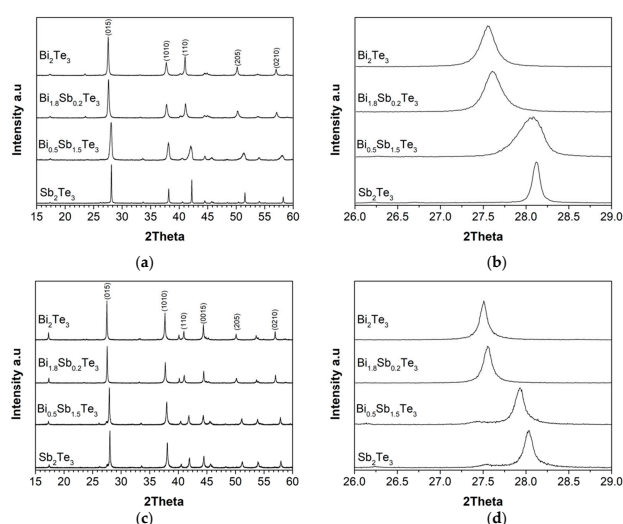 (015)
(1010)
(110)
(205)
(0210)
Bi2Te3
Bi1.8Sb0.2Te3
Bi0.5Sb1.5Te3
Sb2Te3
Intensity a.u
15 20 25 30 35 40 45 50 55 60
2Theta
(a)
Bi2Te3
Bi1.8Sb0.2Te3
Bi0.5Sb1.5Te3
Sb2Te3
Intensity a.u
26.0 26.5 27.0 27.5 28.0 28.5 29.0
2Theta
(b)
(015)
(1010)
(110)
(0015)
(205)
(0210)
Bi2Te3
Bi1.8Sb0.2Te3
Bi0.5Sb1.5Te3
Sb2Te3
Intensity a.u
15 20 25 30 35 40 45 50 55 60
2Theta
(c)
Bi2Te3
Bi1.8Sb0.2Te3
Bi0.5Sb1.5Te3
Sb2Te3
Intensity a.u
26.0 26.5 27.0 27.5 28.0 28.5 29.0
2Theta
(d)